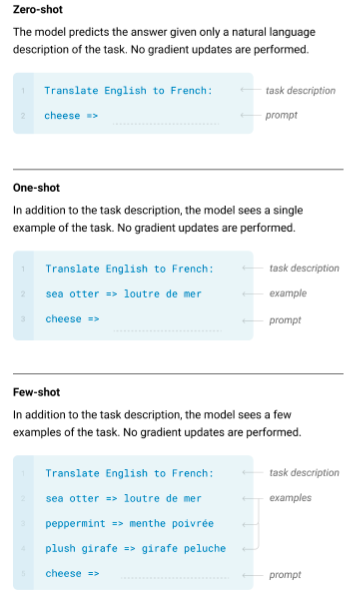 Zero-shot
The model predicts the answer given only a natural language
description of the task. No gradient updates are performed.
1 Translate English to French: task description
2 cheese => prompt
One-shot
In addition to the task description, the model sees a single
example of the task. No gradient updates are performed.
1 Translate English to French: task description
2 sea otter => loutre de mer example
3 cheese => prompt
Few-shot
In addition to the task description, the model sees a few
examples of the task. No gradient updates are performed.
1 Translate English to French: task description
2 sea otter => loutre de mer examples
3 peppermint => menthe poivrée
4 plush girafe => girafe peluche
5 cheese => prompt